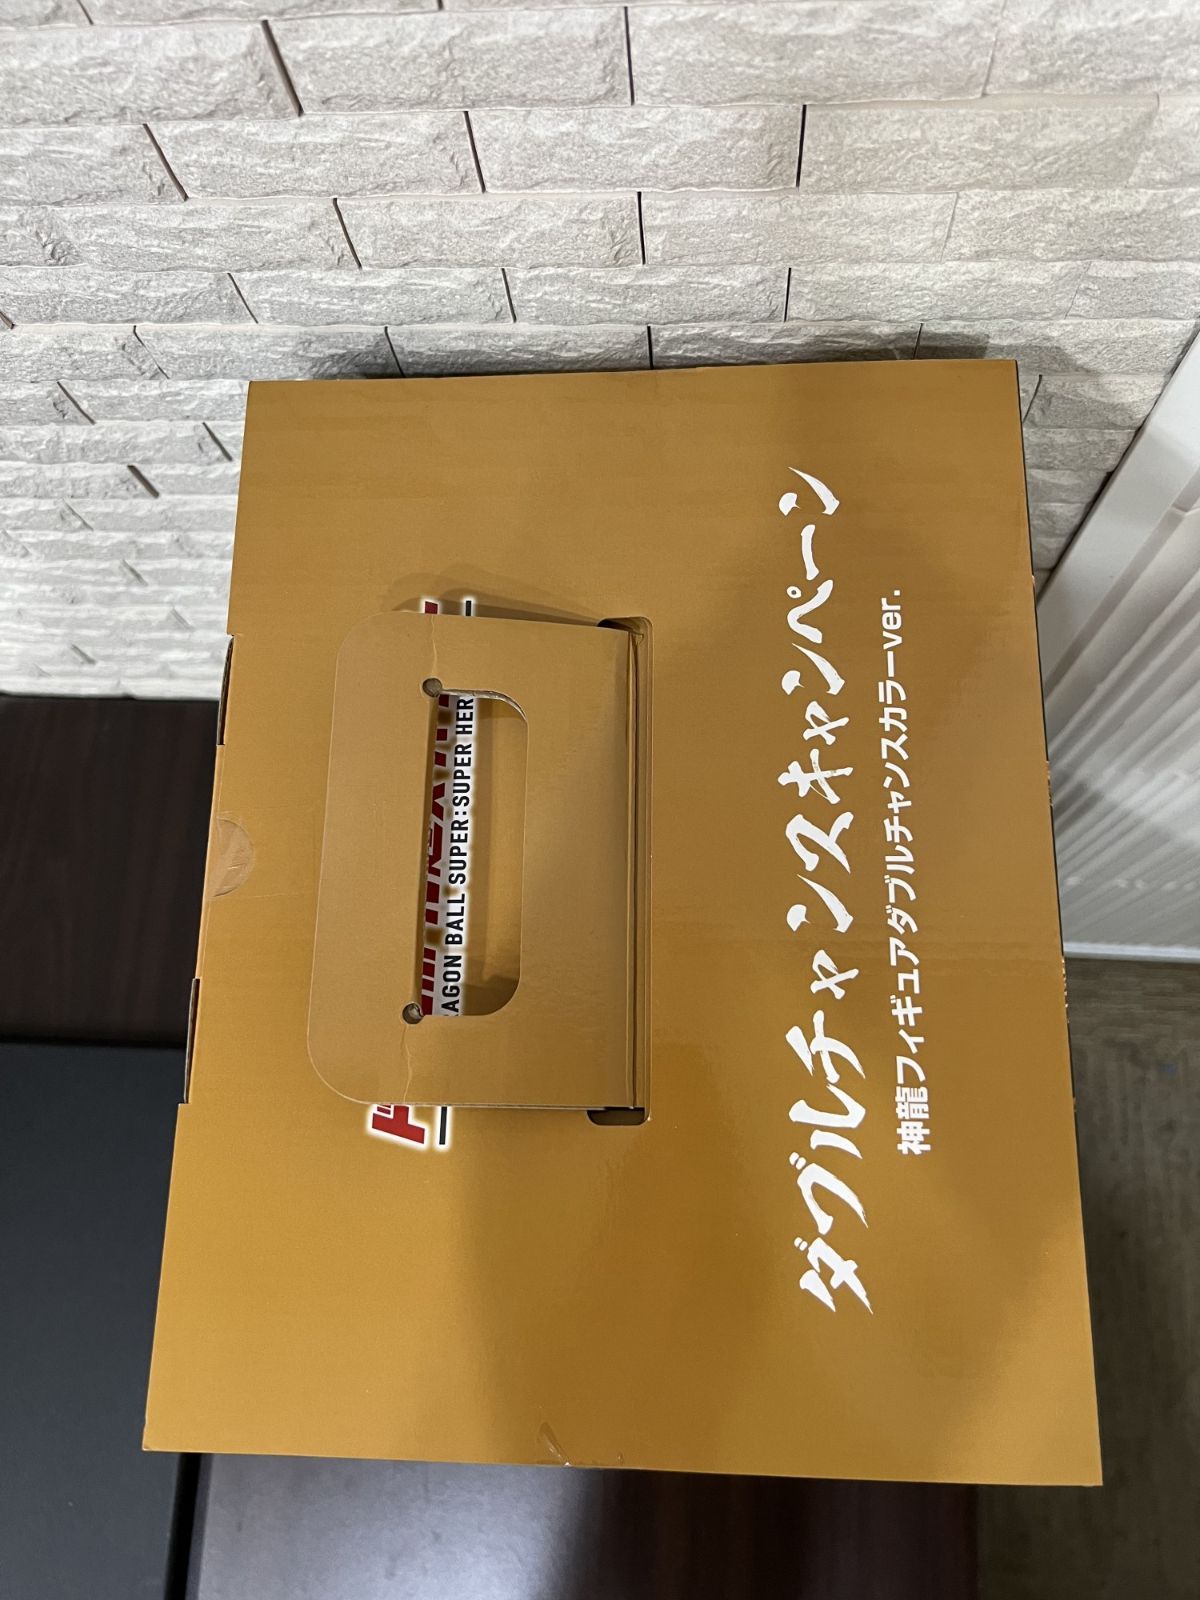 AGON BALL SUPER:SUPER HER
ダブルチャンスキャンペーン
神龍フィギュアダブルチャンスカラーver.